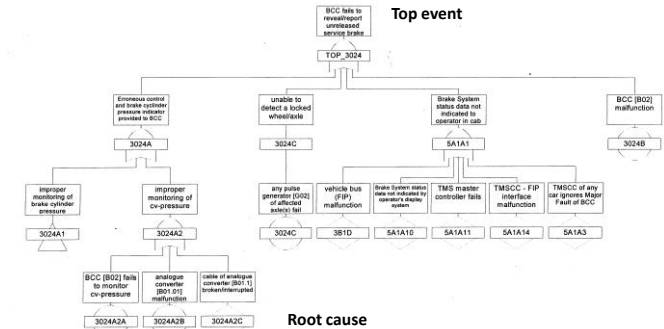 BCC fails to
reveal/report
unreleased
service brake
Top event
TOP_3024
Erroneous control
and brake cyclinder
pressure indicator
provided to BCC
unable to
detect a locked
wheel/axle
Brake System
status data not
indicated to
operator in cab
BCC [B02]
malfunction
3024A
3024C
5A1A1
3024B
improper
monitoring of
brake cylinder
pressure
improper
monitoring of
cv-pressure
any pulse
generator [G02]
of affected
axle(s) fail
vehicle bus
(FIP)
malfunction
Brake System status
data not indicated by
operator's display
system
TMS master
controller fails
TMSCC - FIP
interface
malfunction
TMSCC of any
car ignores Major
Fault of BCC
3024A1
3024A2
3024C
3B1D
5A1A10
5A1A11
5A1A14
5A1A3
BCC [B02] fails
to monitor
cv-pressure
analogue
converter
[B01.01]
malfunction
cable of analogue
converter [B01.1]
broken/interrupted
3024A2A
3024A2B
3024A2C
Root cause